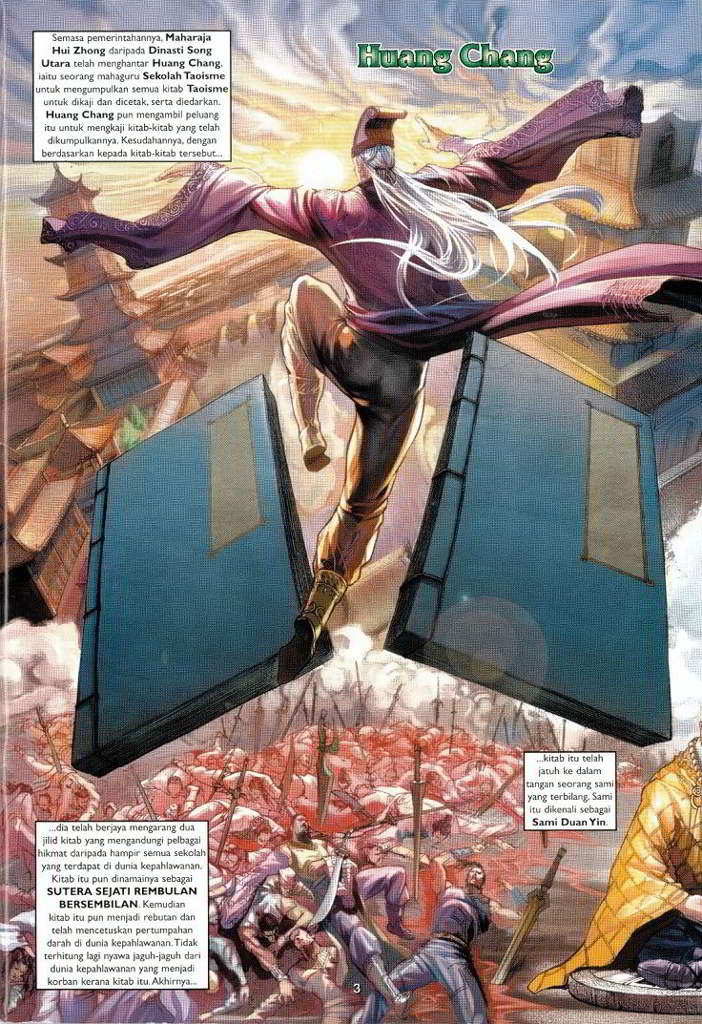 Huang Chang
Semasa pemerintahannya, Maharaja
Hui Zhong daripada Dinasti Song
Utara telah menghantar Huang Chang,
iaitu seorang mahaguru Sekolah Taoisme
untuk mengumpulkan semua kitab Taoisme
untuk dikaji dan dicetak, serta diedarkan.
Huang Chang pun mengambil peluang
itu untuk mengkaji kitab-kitab yang telah
dikumpulkannya. Kesudahannya, dengan
berdasarkan kepada kitab-kitab tersebut...
...dia telah berjaya mengarang dua
jilid kitab yang mengandungi pelbagai
hikmat daripada hampir semua sekolah
yang terdapat di dunia kepahlawanan.
Kitab itu pun dinamainya sebagai
SUTERA SEJATI REMBULAN
BERSEMBILAN. Kemudian
kitab itu pun menjadi rebutan dan
telah mencetuskan pertumpahan
darah di dunia kepahlawanan. Tidak
terhitung lagi nyawa jaguh-jaguh dari
dunia kepahlawanan yang menjadi
korban kerana kitab itu. Akhirnya...
...kitab itu telah
jatuh ke dalam
tangan seorang sami
yang terbilang. Sami
itu dikenali sebagai
Sami Duan Yin.
3